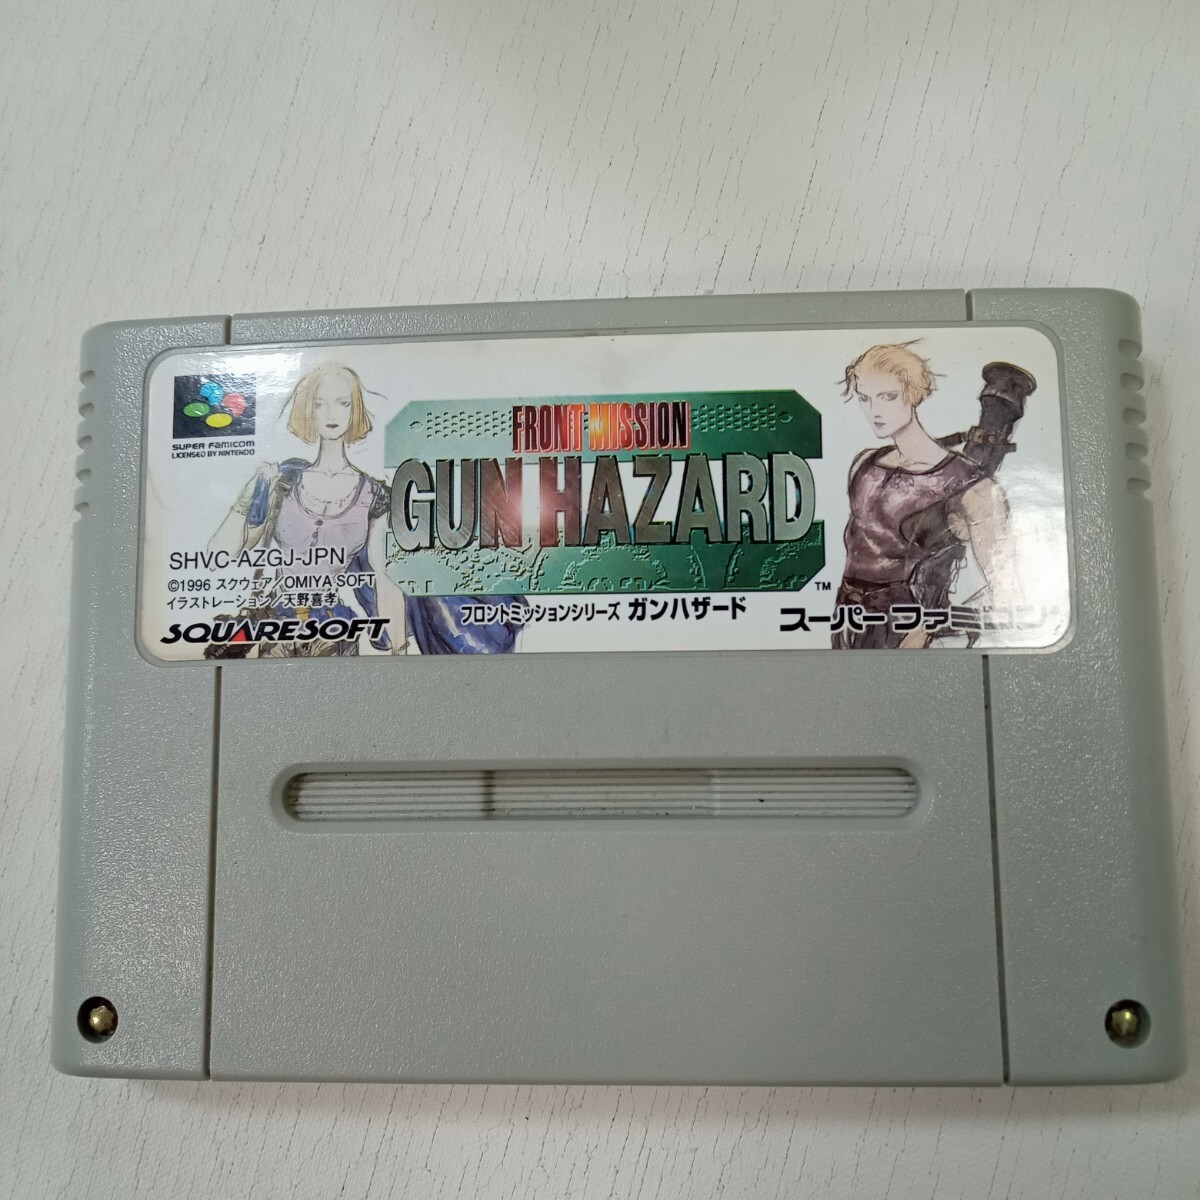 SUPER FAMICOM
LICENSED BY NINTENDO
FRONT MISSION
GUN HAZARD
SHVC-AZGJ-JPN
©1996 スクウェア/OMIYA SOFT
イラストレーション/天野喜孝
SQUARESOFT
フロントミッションシリーズ ガンハザード
TM
スーパーファミコン